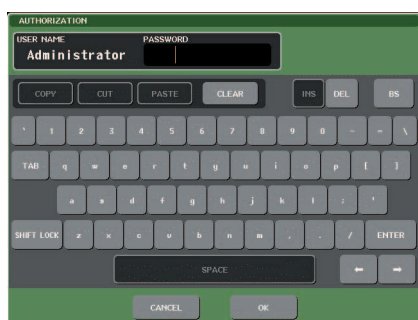 AUTHORIZATION
USER NAME PASSWORD
Administrator
COPY CUT PASTE CLEAR INS DEL BS
` 1 2 3 4 5 6 7 8 9 0 - = \
TAB q w e r t y u i o p [ ]
a s d f g h j k l ; '
SHIFT LOCK z x c v b n m , . / ENTER
SPACE ← →
CANCEL OK